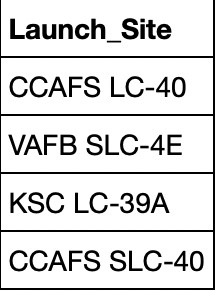 Launch_Site
CCAFS LC-40
VAFB SLC-4E
KSC LC-39A
CCAFS SLC-40